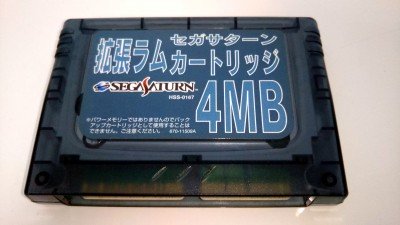 セガサターン
拡張ラムカートリッジ
SEGA SATURN™
HSS-0167
4MB
※パワーメモリーではありませんのでバック
アップカートリッジとして使用することは
できません。ご注意ください。 670-11509A